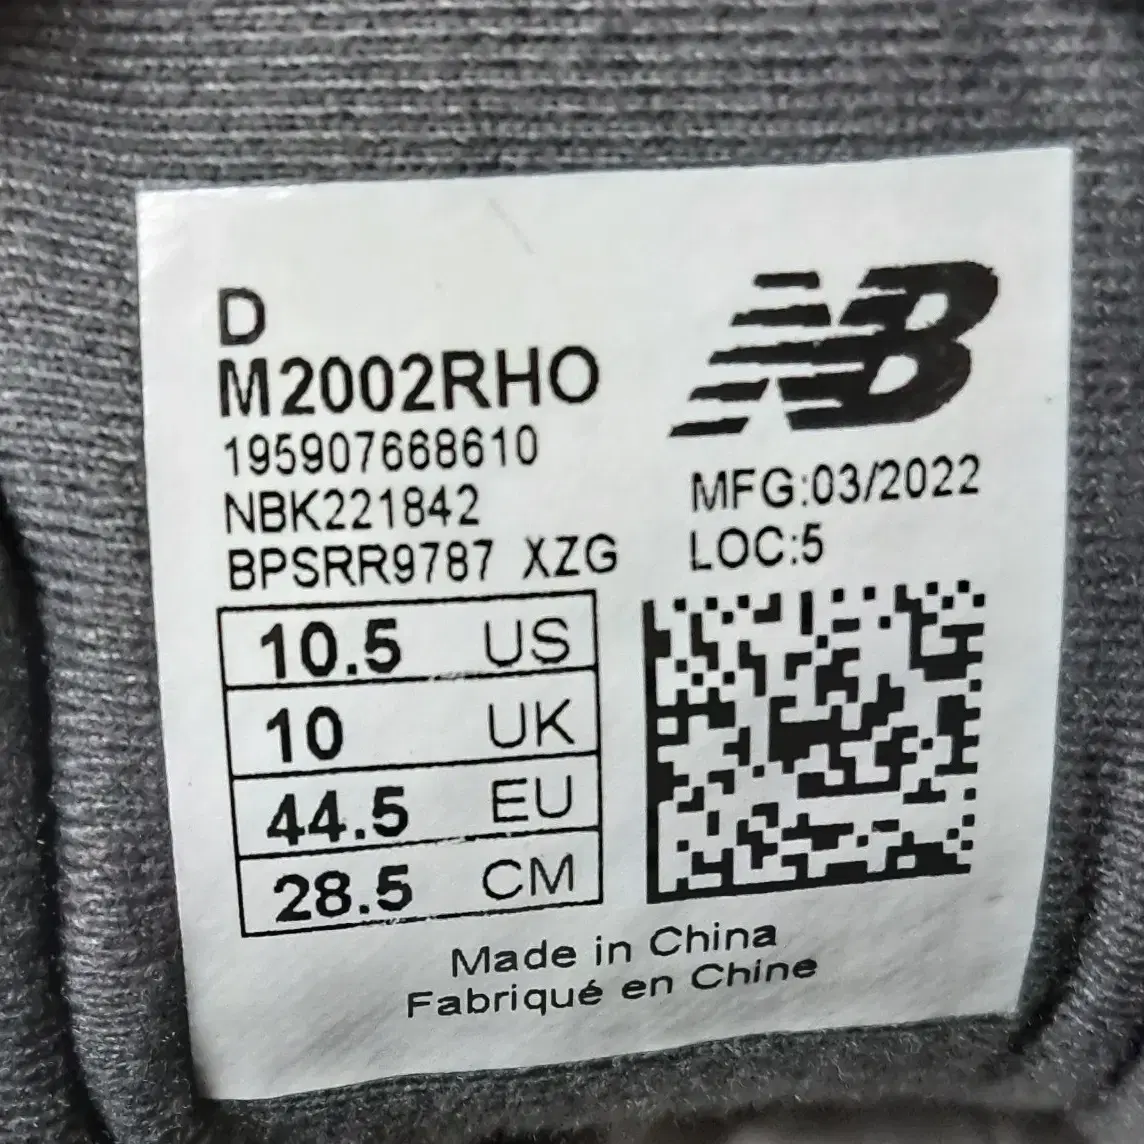 D
M2002RHO
195907668610
NBK221842
BPSRR9787 XZG
NB
MFG:03/2022
LOC:5
10.5 US
10 UK
44.5 EU
28.5 CM
Made in China
Fabriqué en Chine